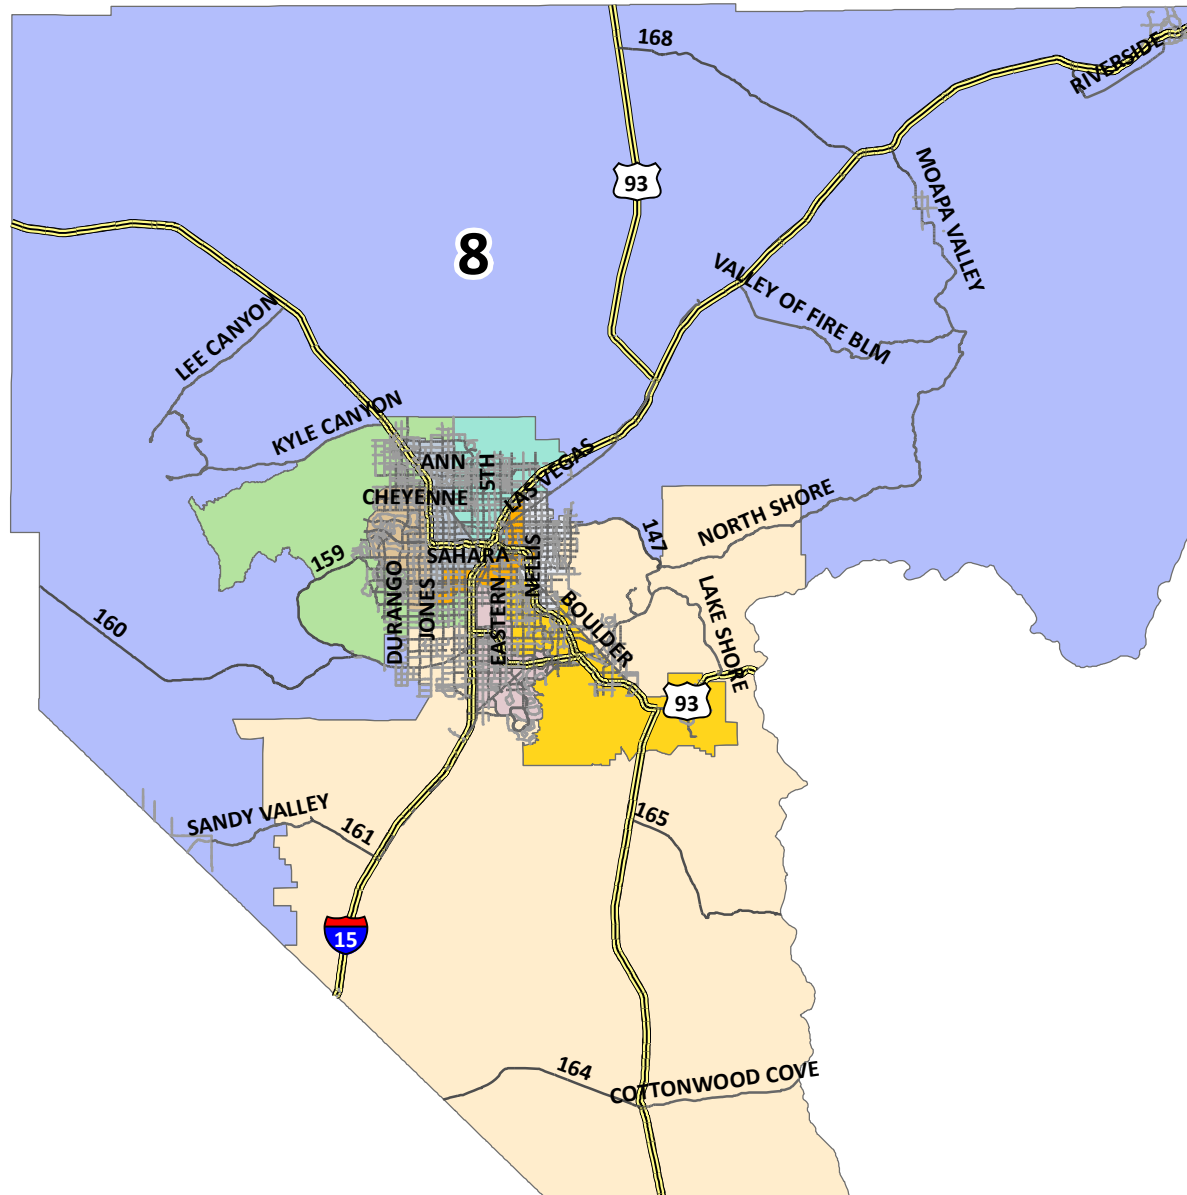 168
RIVERSIDE
93
MOAPA VALLEY
8
VALLEY OF FIRE BLM
LEE CANYON
KYLE CANYON
ANN
5TH
LAS VEGAS
CHEYENNE
NORTH SHORE
147
159
SAHARA
NELLIS
DURANGO
JONES
EASTERN
BOULDER
LAKE SHORE
160
93
SANDY VALLEY
161
165
15
164
COTTONWOOD COVE